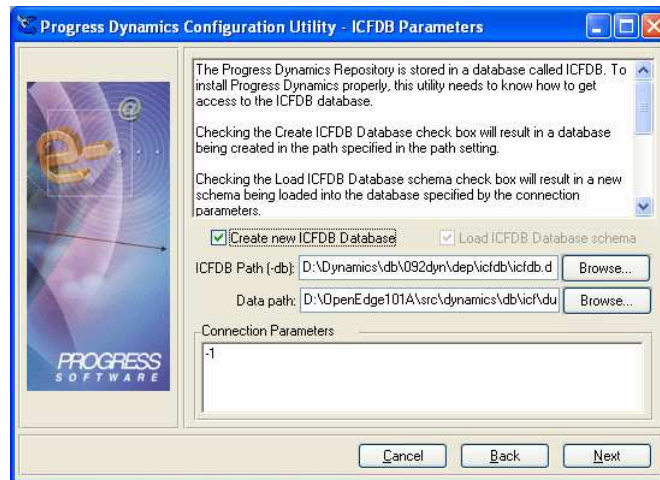 Progress Dynamics Configuration Utility - ICFDB Parameters
The Progress Dynamics Repository is stored in a database called ICFDB. To
install Progress Dynamics properly, this utility needs to know how to get
access to the ICFDB database.
Checking the Create ICFDB Database check box will result in a database
being created in the path specified in the path setting.
Checking the Load ICFDB Database schema check box will result in a new
schema being loaded into the database specified by the connection
parameters.
Create new ICFDB Database Load ICFDB Database schema
ICFDB Path (-db): D:\Dynamics\db\092dyn\dep\icfdb\icfdb.d Browse...
Data path: D:\OpenEdge101A\src\dynamics\db\icf\du Browse...
Connection Parameters
-1
e- @
PROGRESS
SOFTWARE
Cancel Back Next